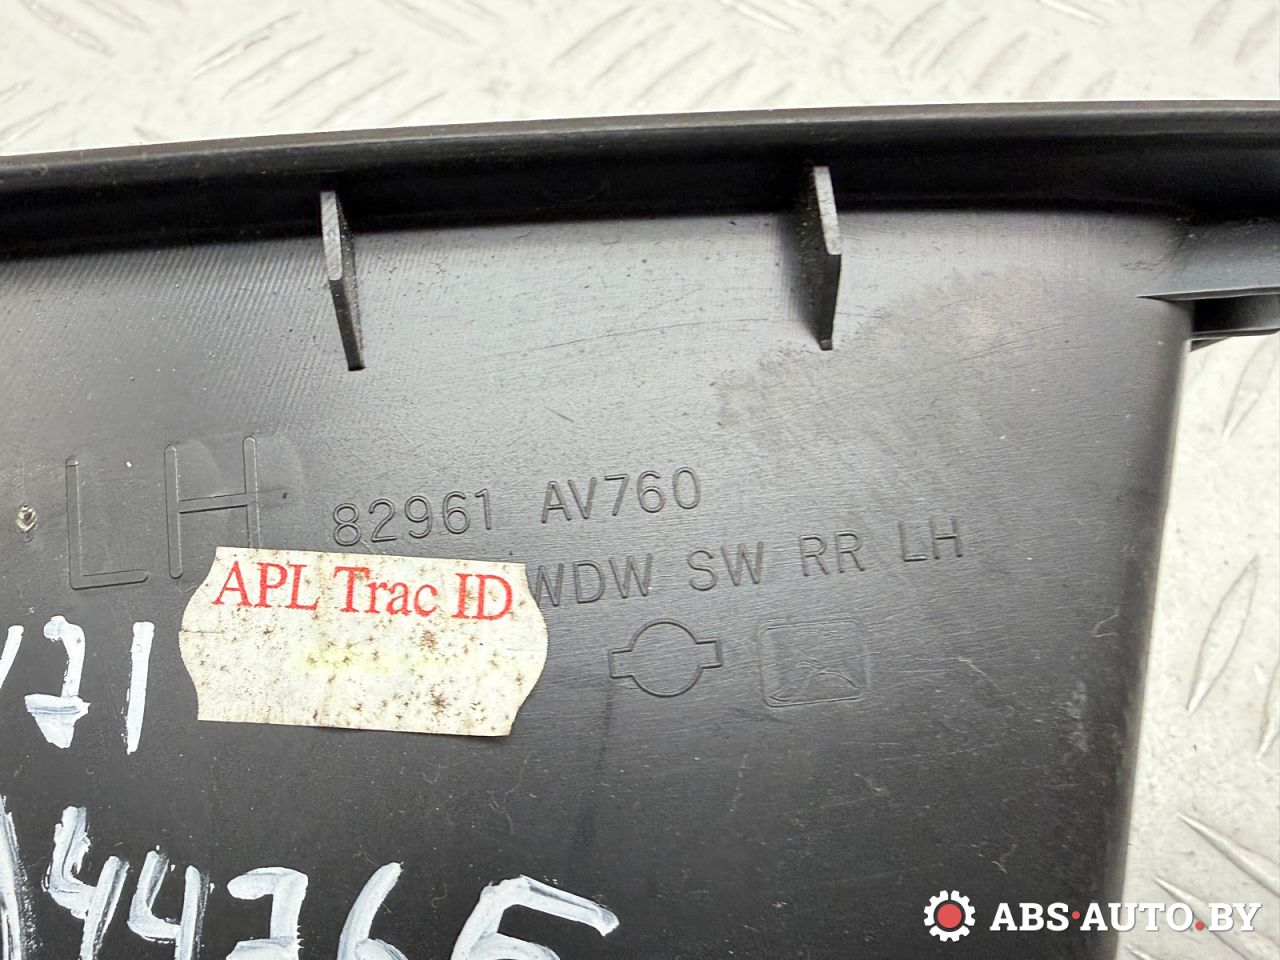 LH
82961 AV760
WDW SW RR LH
APL Trac ID
ABS·AUTO.BY